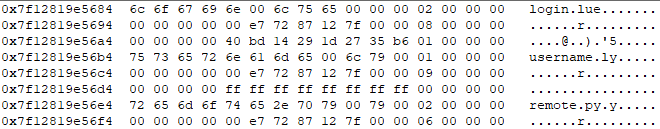 0x7f12819e5684 6c 6f 67 69 6e 00 6c 75 65 00 00 00 02 00 00 00 login.lue.......
0x7f12819e5694 00 00 00 00 00 e7 72 87 12 7f 00 00 08 00 00 00 ......r.........
0x7f12819e56a4 00 00 00 00 40 bd 14 29 1d 27 35 b6 01 00 00 00 ....@..).'5.....
0x7f12819e56b4 75 73 65 72 6e 61 6d 65 00 6c 79 00 01 00 00 00 username.ly.....
0x7f12819e56c4 00 00 00 00 00 e7 72 87 12 7f 00 00 09 00 00 00 ......r.........
0x7f12819e56d4 00 00 00 00 ff ff ff ff ff ff ff ff 00 00 00 00 ................
0x7f12819e56e4 72 65 6d 6f 74 65 2e 70 79 00 79 00 02 00 00 00 remote.py.y.....
0x7f12819e56f4 00 00 00 00 00 e7 72 87 12 7f 00 00 06 00 00 00 ......r.........